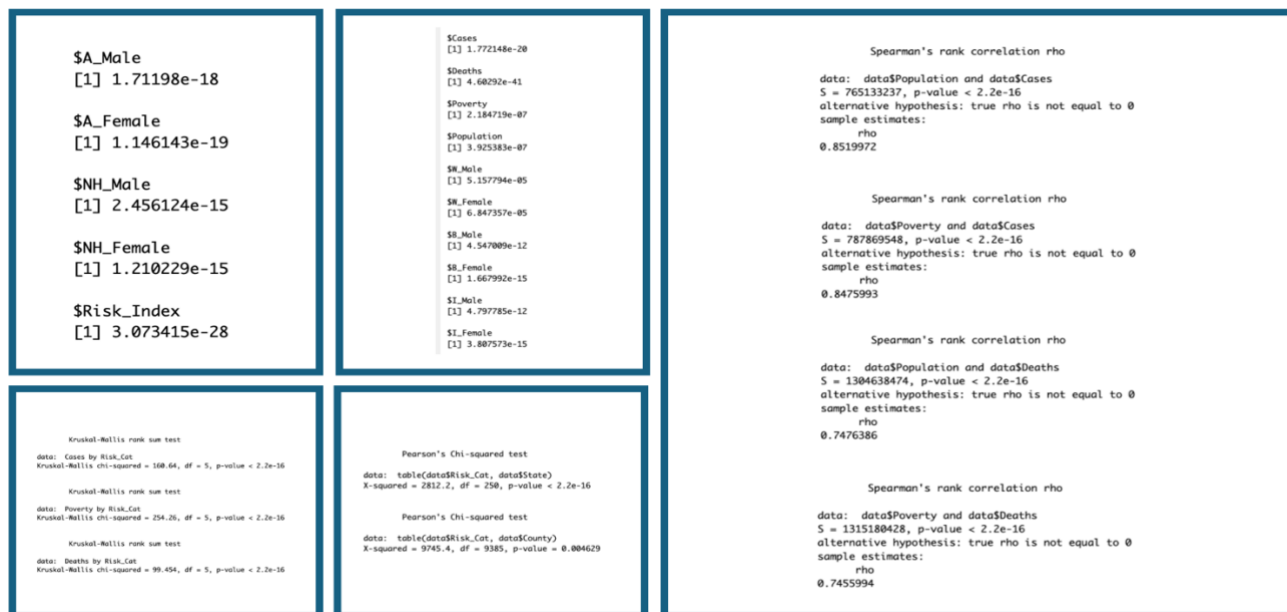 $A_Male
[1] 1.71198e-18
$A_Female
[1] 1.146143e-19
$NH_Male
[1] 2.456124e-15
$NH_Female
[1] 1.210229e-15
$Risk_Index
[1] 3.073415e-28
$Cases
[1] 1.772148e-20
$Deaths
[1] 4.60292e-41
$Poverty
[1] 2.184719e-07
$Population
[1] 3.925383e-07
$W_Male
[1] 5.157794e-05
$W_Female
[1] 6.847357e-05
$B_Male
[1] 4.547009e-12
$B_Female
[1] 1.667992e-15
$I_Male
[1] 4.797785e-12
$I_Female
[1] 3.807573e-15
Spearman's rank correlation rho
data: data$Population and data$Cases
S = 765133237, p-value < 2.2e-16
alternative hypothesis: true rho is not equal to 0
sample estimates:
rho
0.8519972
Spearman's rank correlation rho
data: data$Poverty and data$Cases
S = 787869548, p-value < 2.2e-16
alternative hypothesis: true rho is not equal to 0
sample estimates:
rho
0.8475993
Spearman's rank correlation rho
data: data$Population and data$Deaths
S = 1304638474, p-value < 2.2e-16
alternative hypothesis: true rho is not equal to 0
sample estimates:
rho
0.7476386
Spearman's rank correlation rho
data: data$Poverty and data$Deaths
S = 1315180428, p-value < 2.2e-16
alternative hypothesis: true rho is not equal to 0
sample estimates:
rho
0.7455994
Kruskal-Wallis rank sum test
data: Cases by Risk_Cat
Kruskal-Wallis chi-squared = 160.64, df = 5, p-value < 2.2e-16
Kruskal-Wallis rank sum test
data: Poverty by Risk_Cat
Kruskal-Wallis chi-squared = 254.26, df = 5, p-value < 2.2e-16
Kruskal-Wallis rank sum test
data: Deaths by Risk_Cat
Kruskal-Wallis chi-squared = 99.454, df = 5, p-value < 2.2e-16
Pearson's Chi-squared test
data: table(data$Risk_Cat, data$State)
X-squared = 2812.2, df = 250, p-value < 2.2e-16
Pearson's Chi-squared test
data: table(data$Risk_Cat, data$County)
X-squared = 9745.4, df = 9385, p-value = 0.004629